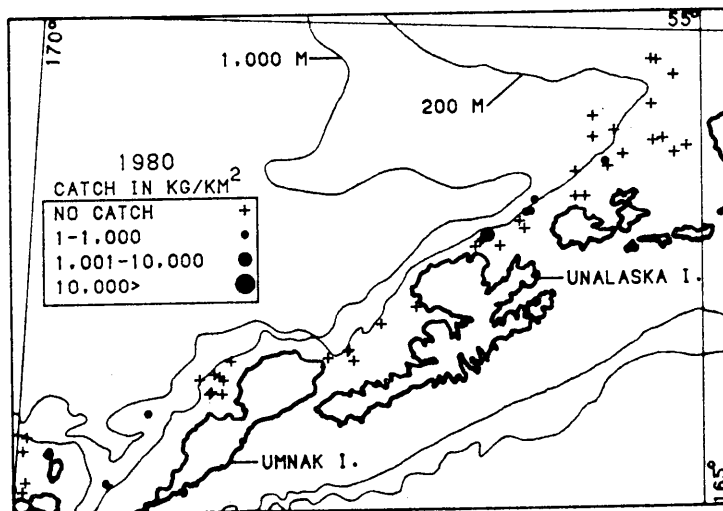 170°
55°
1,000 M
200 M
1980
CATCH IN KG/KM²
NO CATCH +
1-1.000
1.001-10.000
10.000>
UNALASKA I.
UMNAK I.
165°